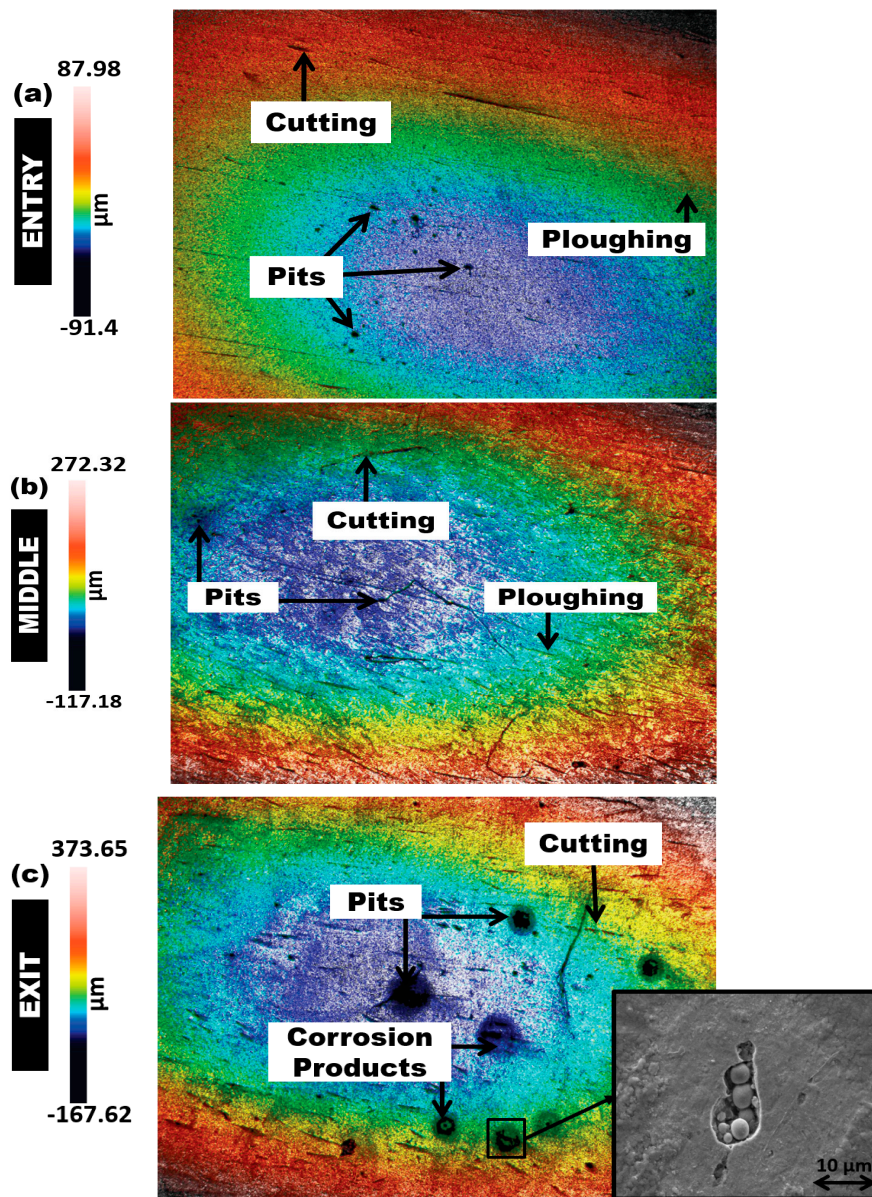 87.98
(a)
ENTRY
µm
-91.4
Cutting
Ploughing
Pits
272.32
(b)
MIDDLE
µm
-117.18
Cutting
Pits
Ploughing
373.65
(c)
EXIT
µm
-167.62
Cutting
Pits
Corrosion
Products
10 µm